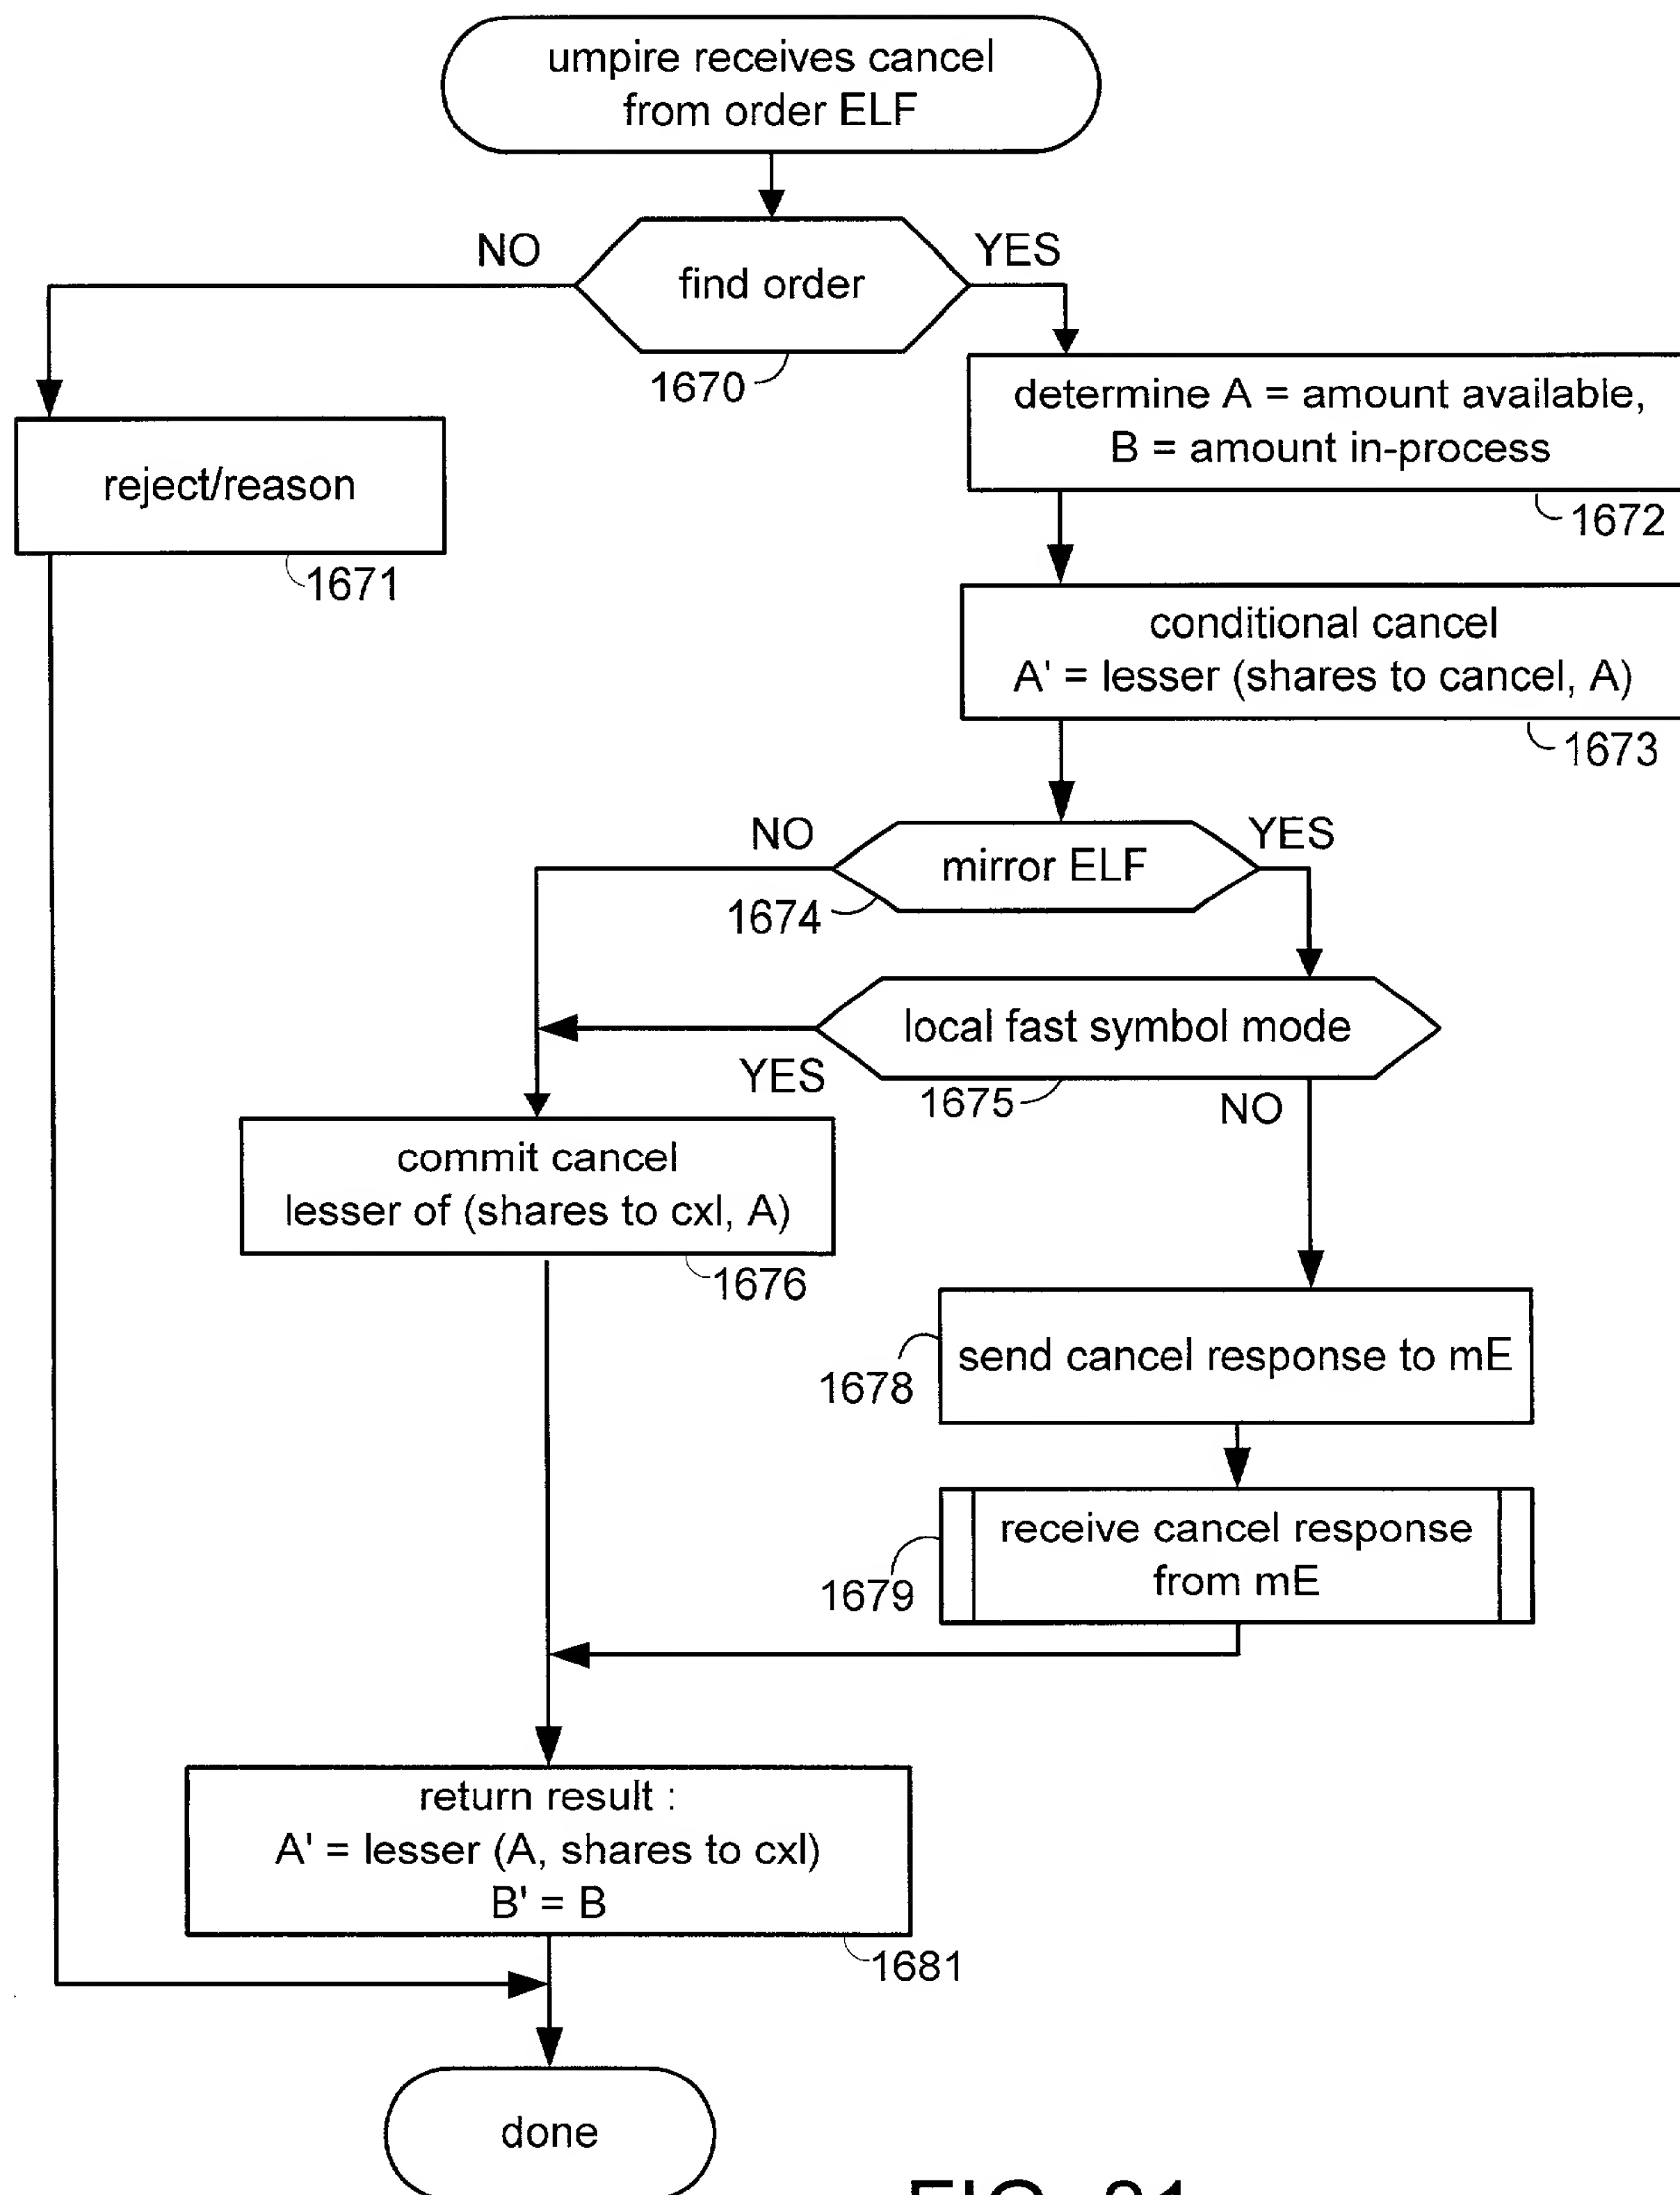 umpire receives cancel
from order ELF
NO
YES
find order
1670
determine A = amount available,
B = amount in-process
1672
reject/reason
1671
conditional cancel
A' = lesser (shares to cancel, A)
1673
NO
YES
mirror ELF
1674
local fast symbol mode
YES
1675
NO
commit cancel
lesser of (shares to cxl, A)
1676
send cancel response to mE
1678
receive cancel response
from mE
1679
return result :
A' = lesser (A, shares to cxl)
B' = B
1681
done